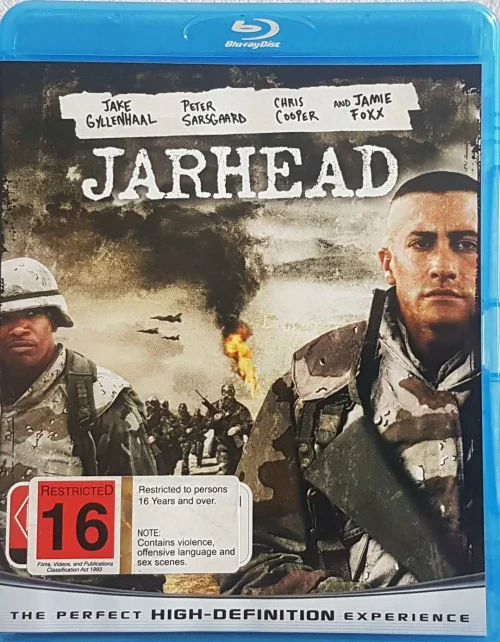 Blu-ray Disc
JAKE GYLLENHAAL
PETER SARSGAARD
CHRIS COOPER
AND JAMIE FOXX
JARHEAD
RESTRICTED
16
Films, Videos, and Publications
Classification Act 1993
Restricted to persons
16 Years and over.
NOTE:
Contains violence,
offensive language and
sex scenes.
THE PERFECT HIGH-DEFINITION EXPERIENCE